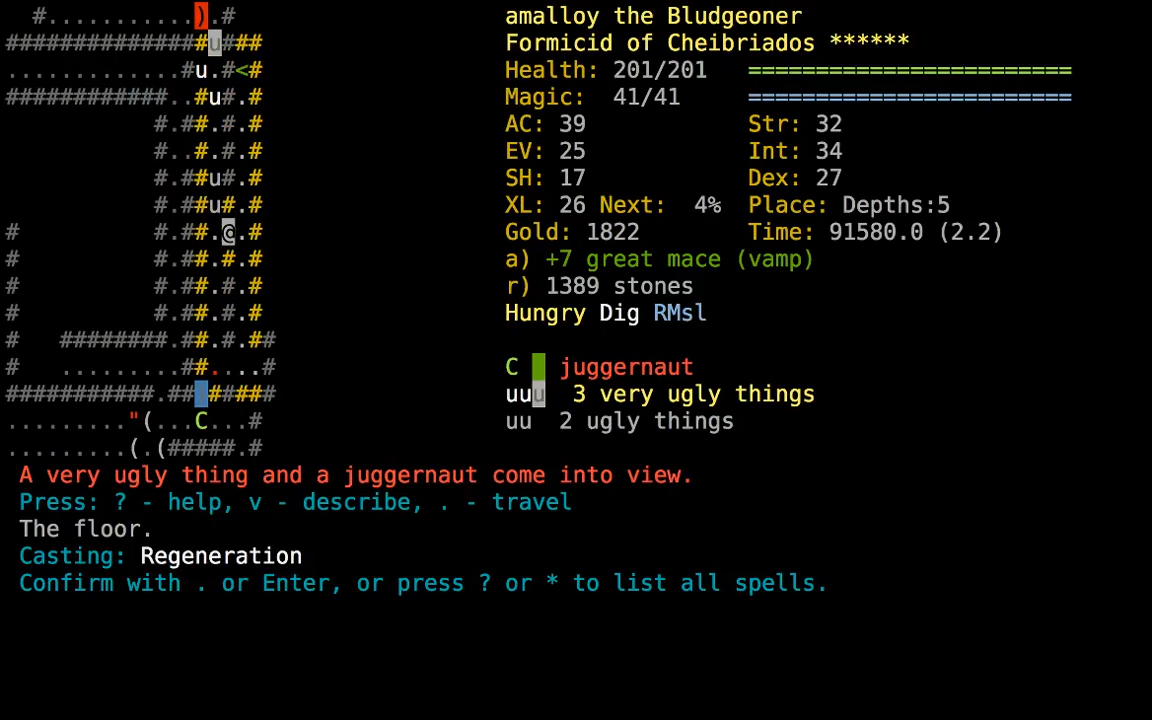 #...........).# amalloy the Bludgeoner
###############u### Formicid of Cheibriados ******
.............#u.#<# Health: 201/201 ========================
############..#u#.# Magic: 41/41 ========================
#.##.#.# AC: 39 Str: 32
#..#.#.# EV: 25 Int: 34
#.##u#.# SH: 17 Dex: 27
#.##u#.# XL: 26 Next: 4% Place: Depths:5
# #.##.@.# Gold: 1822 Time: 91580.0 (2.2)
# #.##.#.# a) +7 great mace (vamp)
# #.##.#.# r) 1389 stones
# #.##.#.# Hungry Dig RMsl
# ########.##.#.##
# .......##....# C juggernaut
###########.## #### uuu 3 very ugly things
........."(...C...# uu 2 ugly things
.........(.(#####.#
A very ugly thing and a juggernaut come into view.
Press: ? - help, v - describe, . - travel
The floor.
Casting: Regeneration
Confirm with . or Enter, or press ? or * to list all spells.